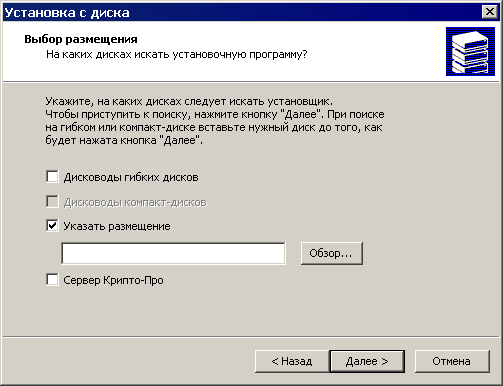 Установка с диска
Выбор размещения
На каких дисках искать установочную программу?
Укажите, на каких дисках следует искать установщик.
Чтобы приступить к поиску, нажмите кнопку "Далее". При поиске
на гибком или компакт-диске вставьте нужный диск до того, как
будет нажата кнопка "Далее".
Дисководы гибких дисков
Дисководы компакт-дисков
Указать размещение
Обзор...
Сервер Крипто-Про
< Назад
Далее >
Отмена